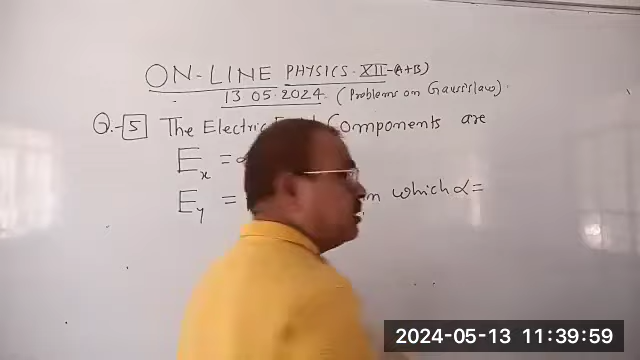 ON-LINE PHYSICS-XII-(A+B)
13.05.2024. (Problems on Gauss's law).
Q.-5 The Electric Components are
Ex =
Ey = in which α=
2024-05-13 11:39:59